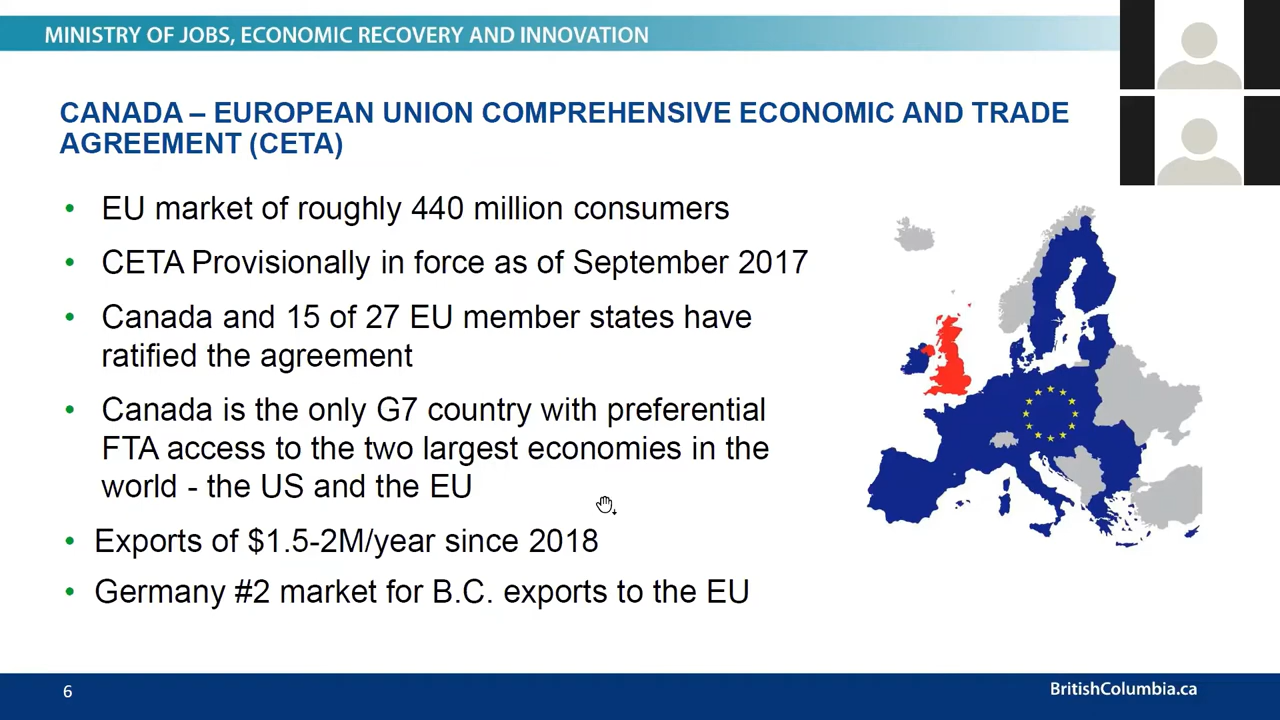 MINISTRY OF JOBS, ECONOMIC RECOVERY AND INNOVATION
CANADA – EUROPEAN UNION COMPREHENSIVE ECONOMIC AND TRADE
AGREEMENT (CETA)
• EU market of roughly 440 million consumers
• CETA Provisionally in force as of September 2017
• Canada and 15 of 27 EU member states have
ratified the agreement
• Canada is the only G7 country with preferential
FTA access to the two largest economies in the
world - the US and the EU
• Exports of $1.5-2M/year since 2018
• Germany #2 market for B.C. exports to the EU
6
BritishColumbia.ca